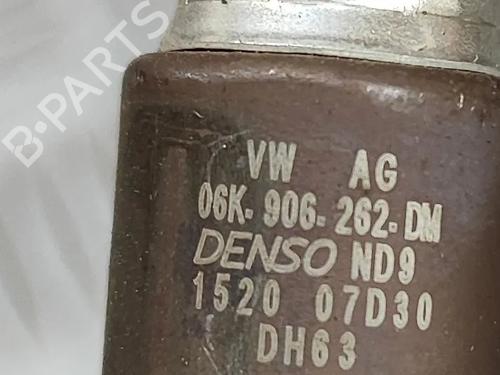 B-PARTS
VW AG
06K-906-262-DM
DENSO ND9
1520 07D30
DH63